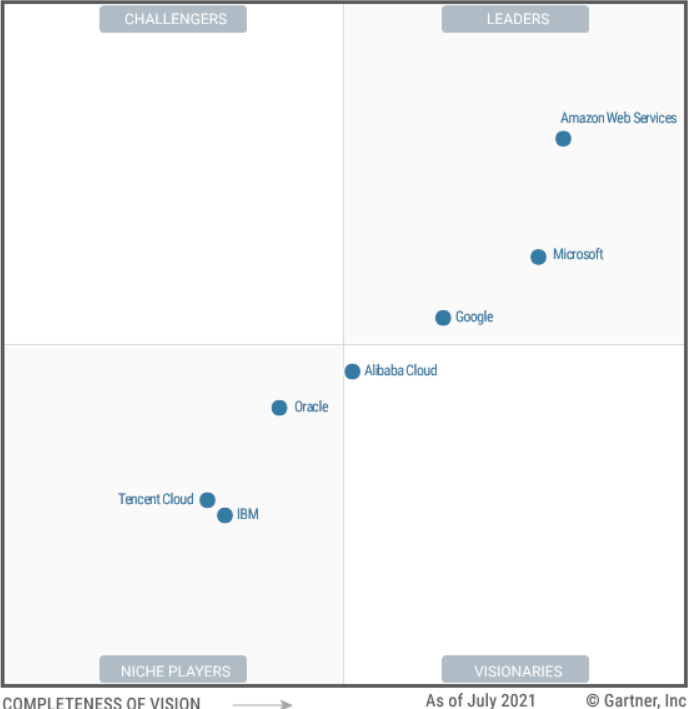 CHALLENGERS
LEADERS
Amazon Web Services
Microsoft
Google
Alibaba Cloud
Oracle
Tencent Cloud
IBM
NICHE PLAYERS
VISIONARIES
COMPLETENESS OF VISION
As of July 2021
© Gartner, Inc